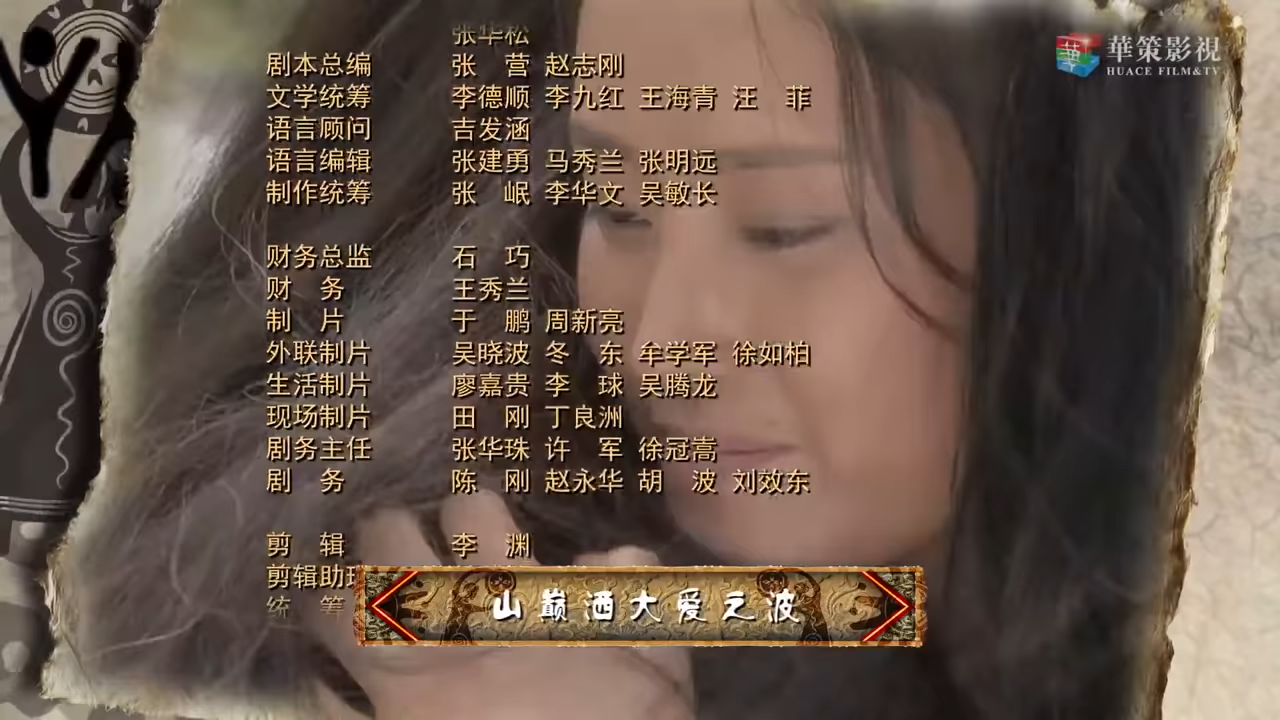 張華松
剧本总编 张 营 赵志刚
文学统筹 李德顺 李九红 王海青 汪 菲
语言顾问 吉发涵
语言编辑 张建勇 马秀兰 张明远
制作统筹 张 岷 李华文 吴敏长
财务总监 石 巧
财 务 王秀兰
制 片 于 鹏 周新亮
外联制片 吴晓波 冬 东 牟学军 徐如柏
生活制片 廖嘉贵 李 球 吴腾龙
现场制片 田 刚 丁良洲
剧务主任 张华珠 许 军 徐冠嵩
剧 务 陈 刚 赵永华 胡 波 刘效东
剪 辑 李 渊
剪辑助理
统 筹
山巅洒大爱之波
華策影視
HUACE FILM&TV